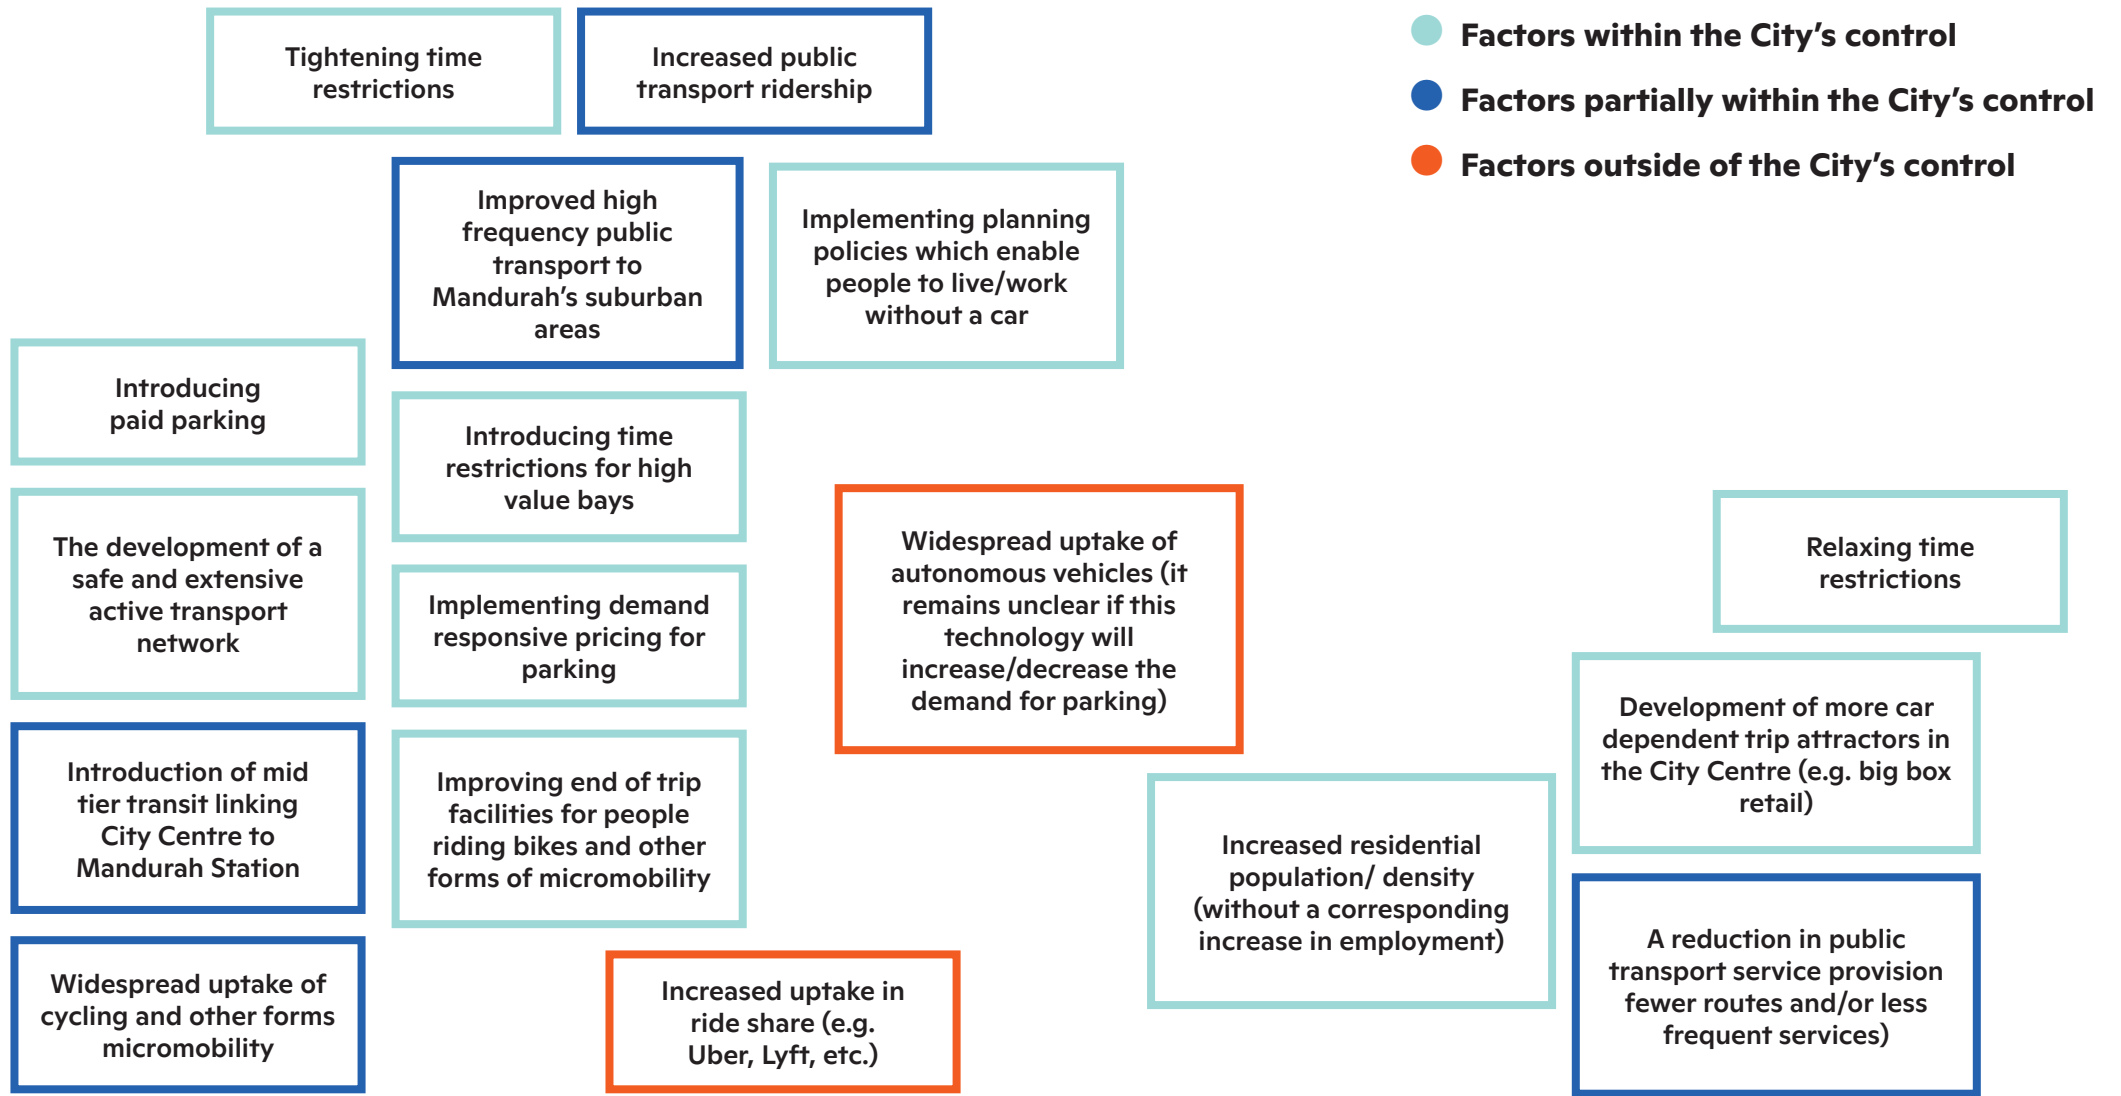 Tightening time
restrictions
Increased public
transport ridership
Factors within the City's control
Factors partially within the City's control
Factors outside of the City's control
Improved high
frequency public
transport to
Mandurah's suburban
areas
Implementing planning
policies which enable
people to live/work
without a car
Introducing
paid parking
Introducing time
restrictions for high
value bays
The development of a
safe and extensive
active transport
network
Implementing demand
responsive pricing for
parking
Widespread uptake of
autonomous vehicles (it
remains unclear if this
technology will
increase/decrease the
demand for parking)
Relaxing time
restrictions
Development of more car
dependent trip attractors in
the City Centre (e.g. big box
retail)
Introduction of mid
tier transit linking
City Centre to
Mandurah Station
Improving end of trip
facilities for people
riding bikes and other
forms of micromobility
Increased residential
population/ density
(without a corresponding
increase in employment)
A reduction in public
transport service provision
fewer routes and/or less
frequent services)
Widespread uptake of
cycling and other forms
micromobility
Increased uptake in
ride share (e.g.
Uber, Lyft, etc.)